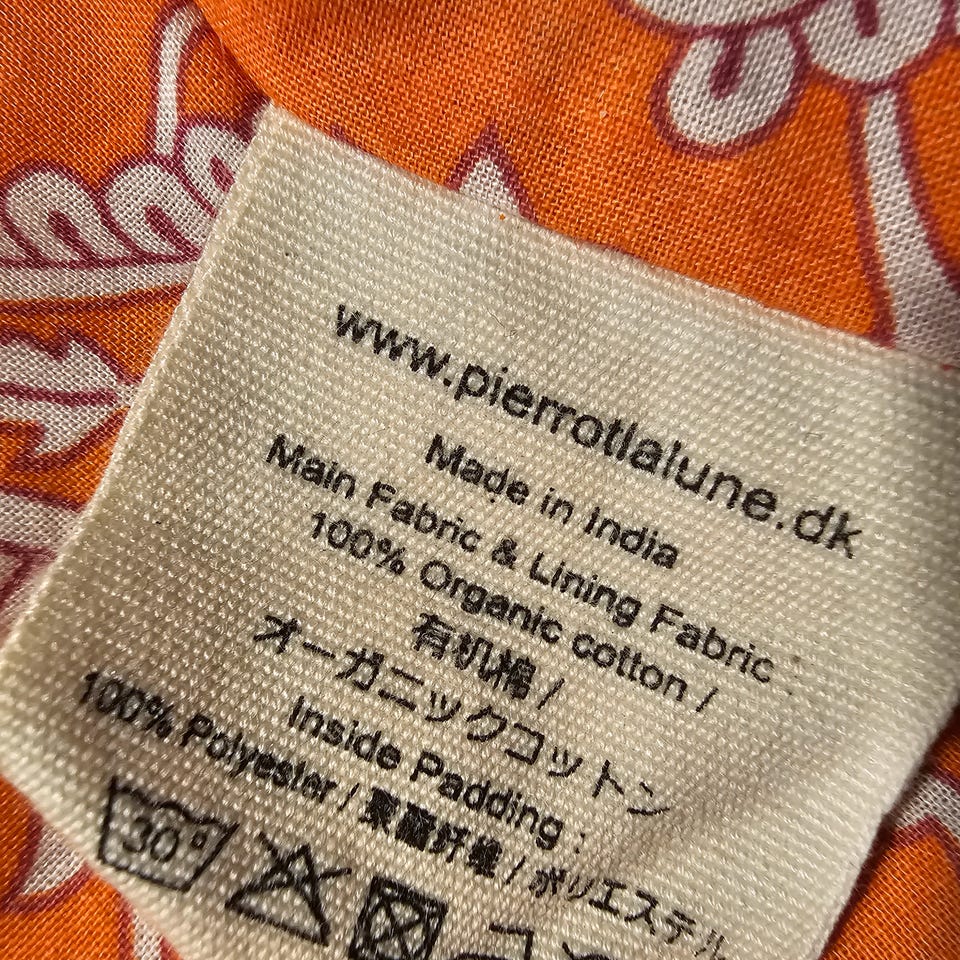 www.pierrotlalune.dk
Made in India
Main Fabric & Lining Fabric :
100% Organic cotton /
有机棉 /
オーガニックコットン
Inside Padding :
100% Polyester / 聚酯纤维 / ポリエステル
30°